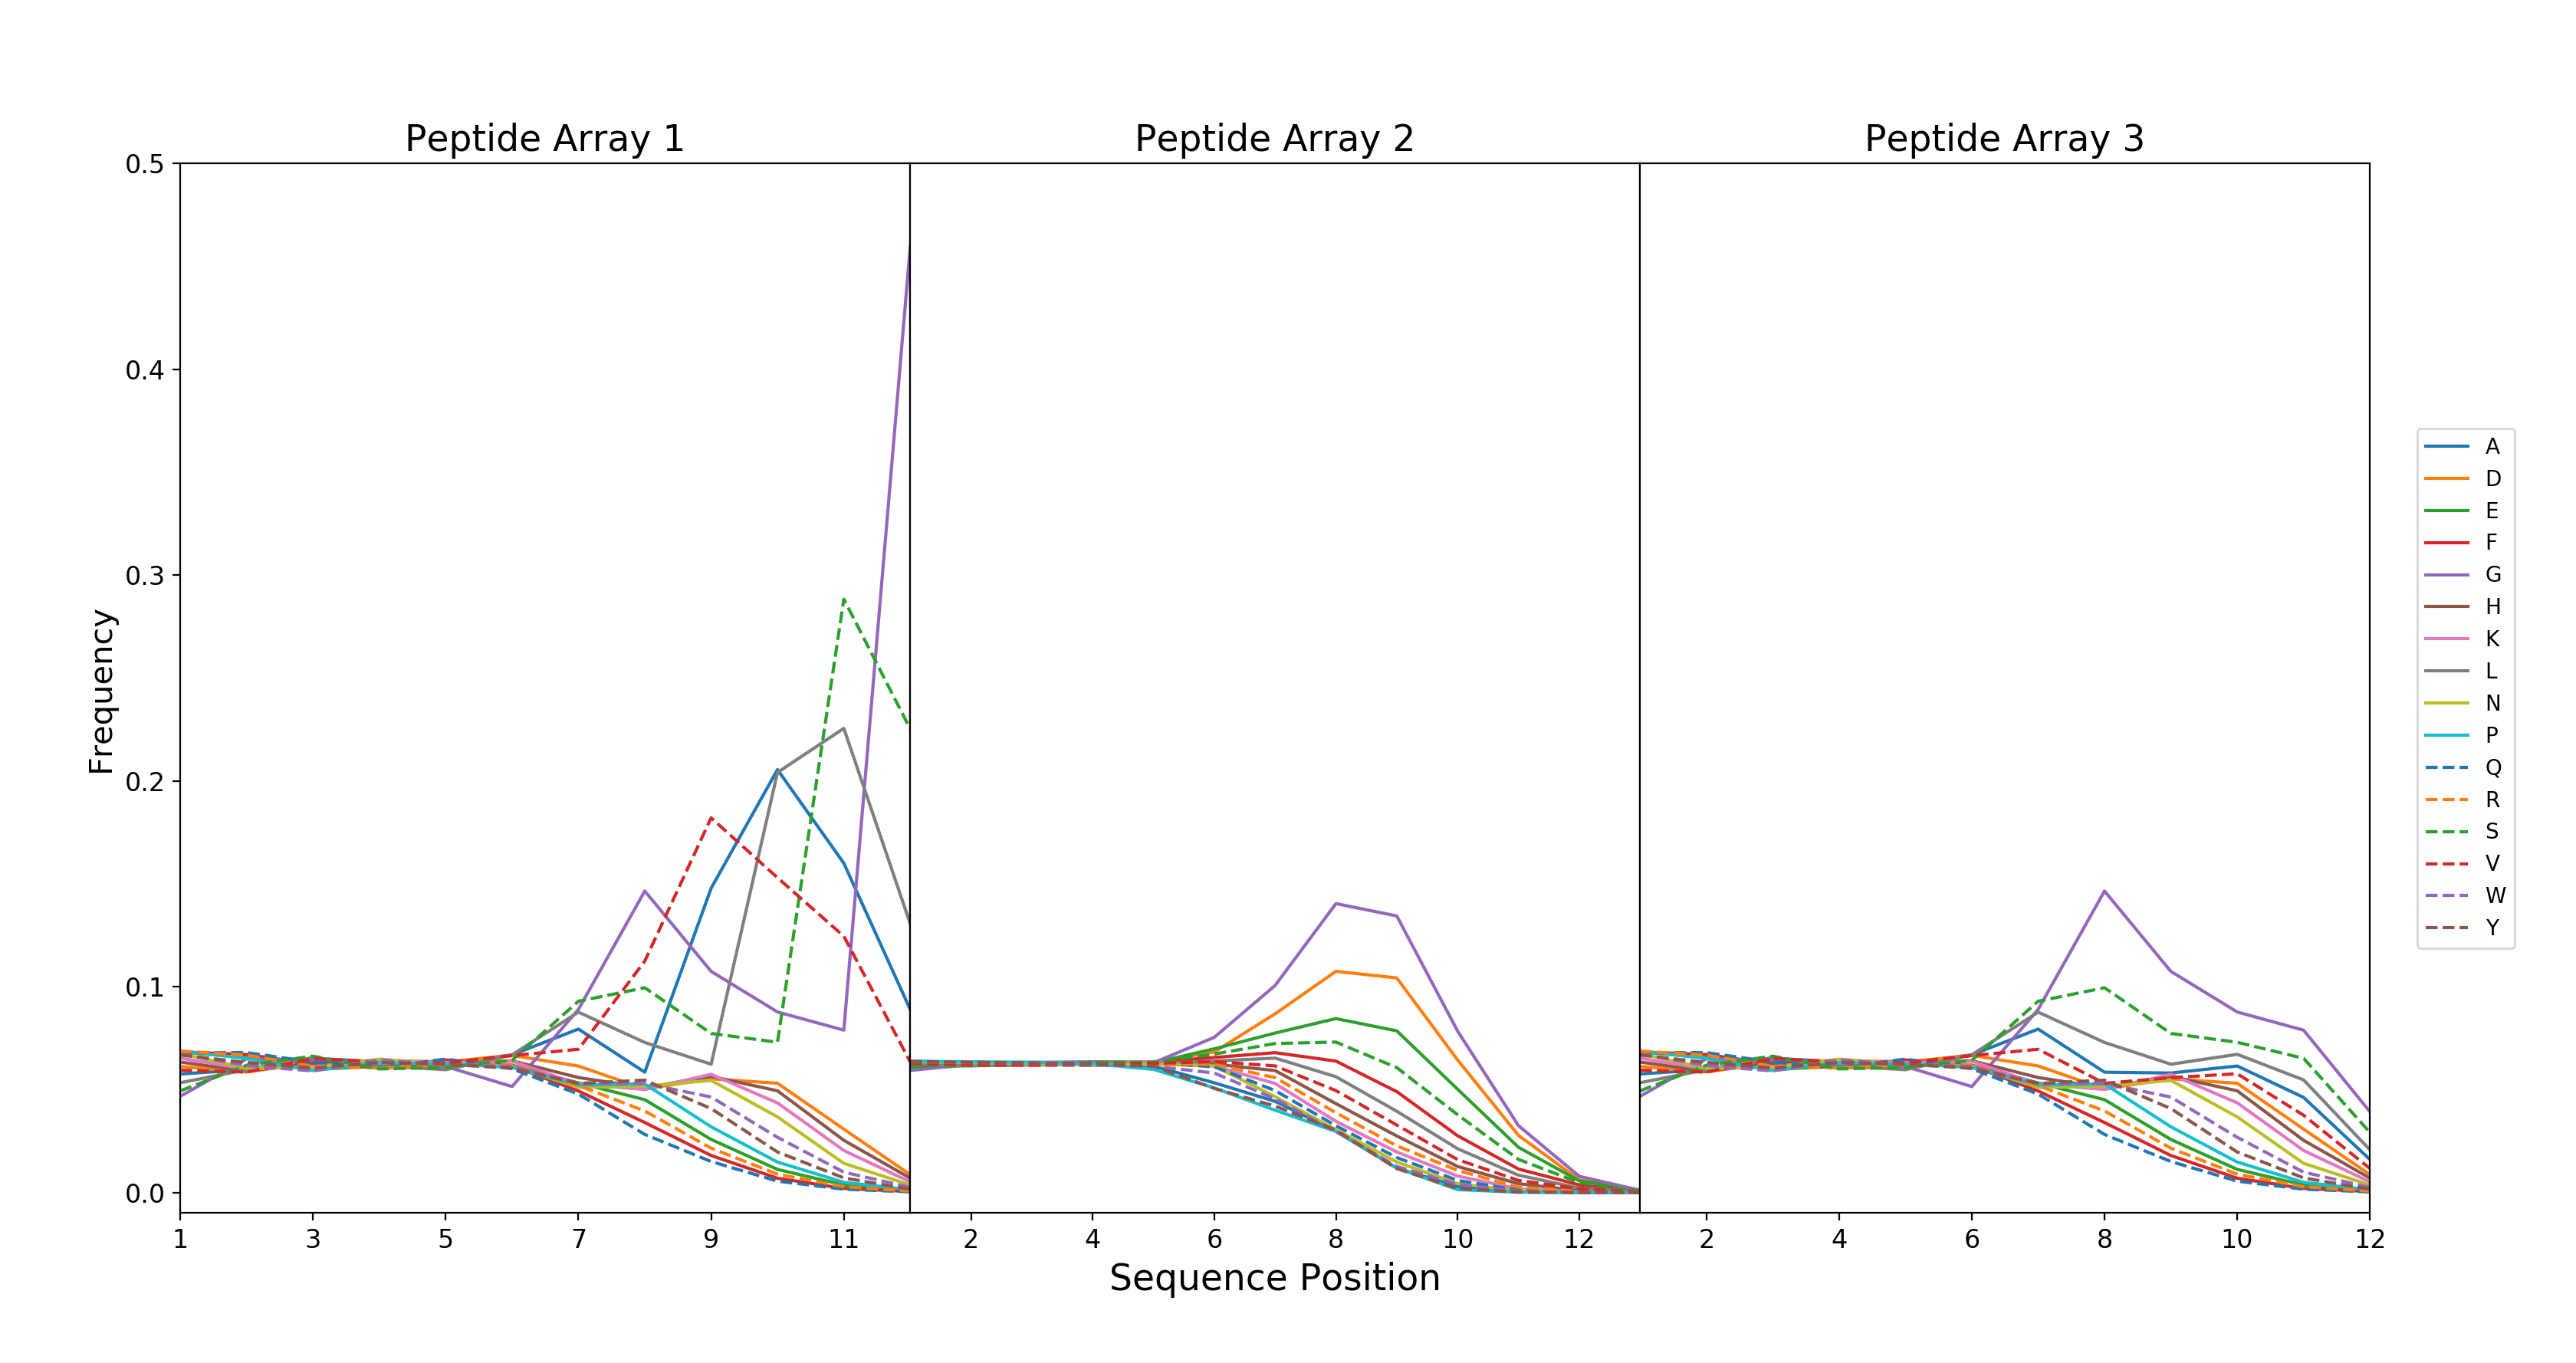 Peptide Array 1 Peptide Array 2 Peptide Array 3
0.5
0.4
0.3
0.2
0.1
0.0
Frequency
1 3 5 7 9 11 2 4 6 8 10 12 2 4 6 8 10 12
Sequence Position
A
D
E
F
G
H
K
L
N
P
Q
R
S
V
W
Y